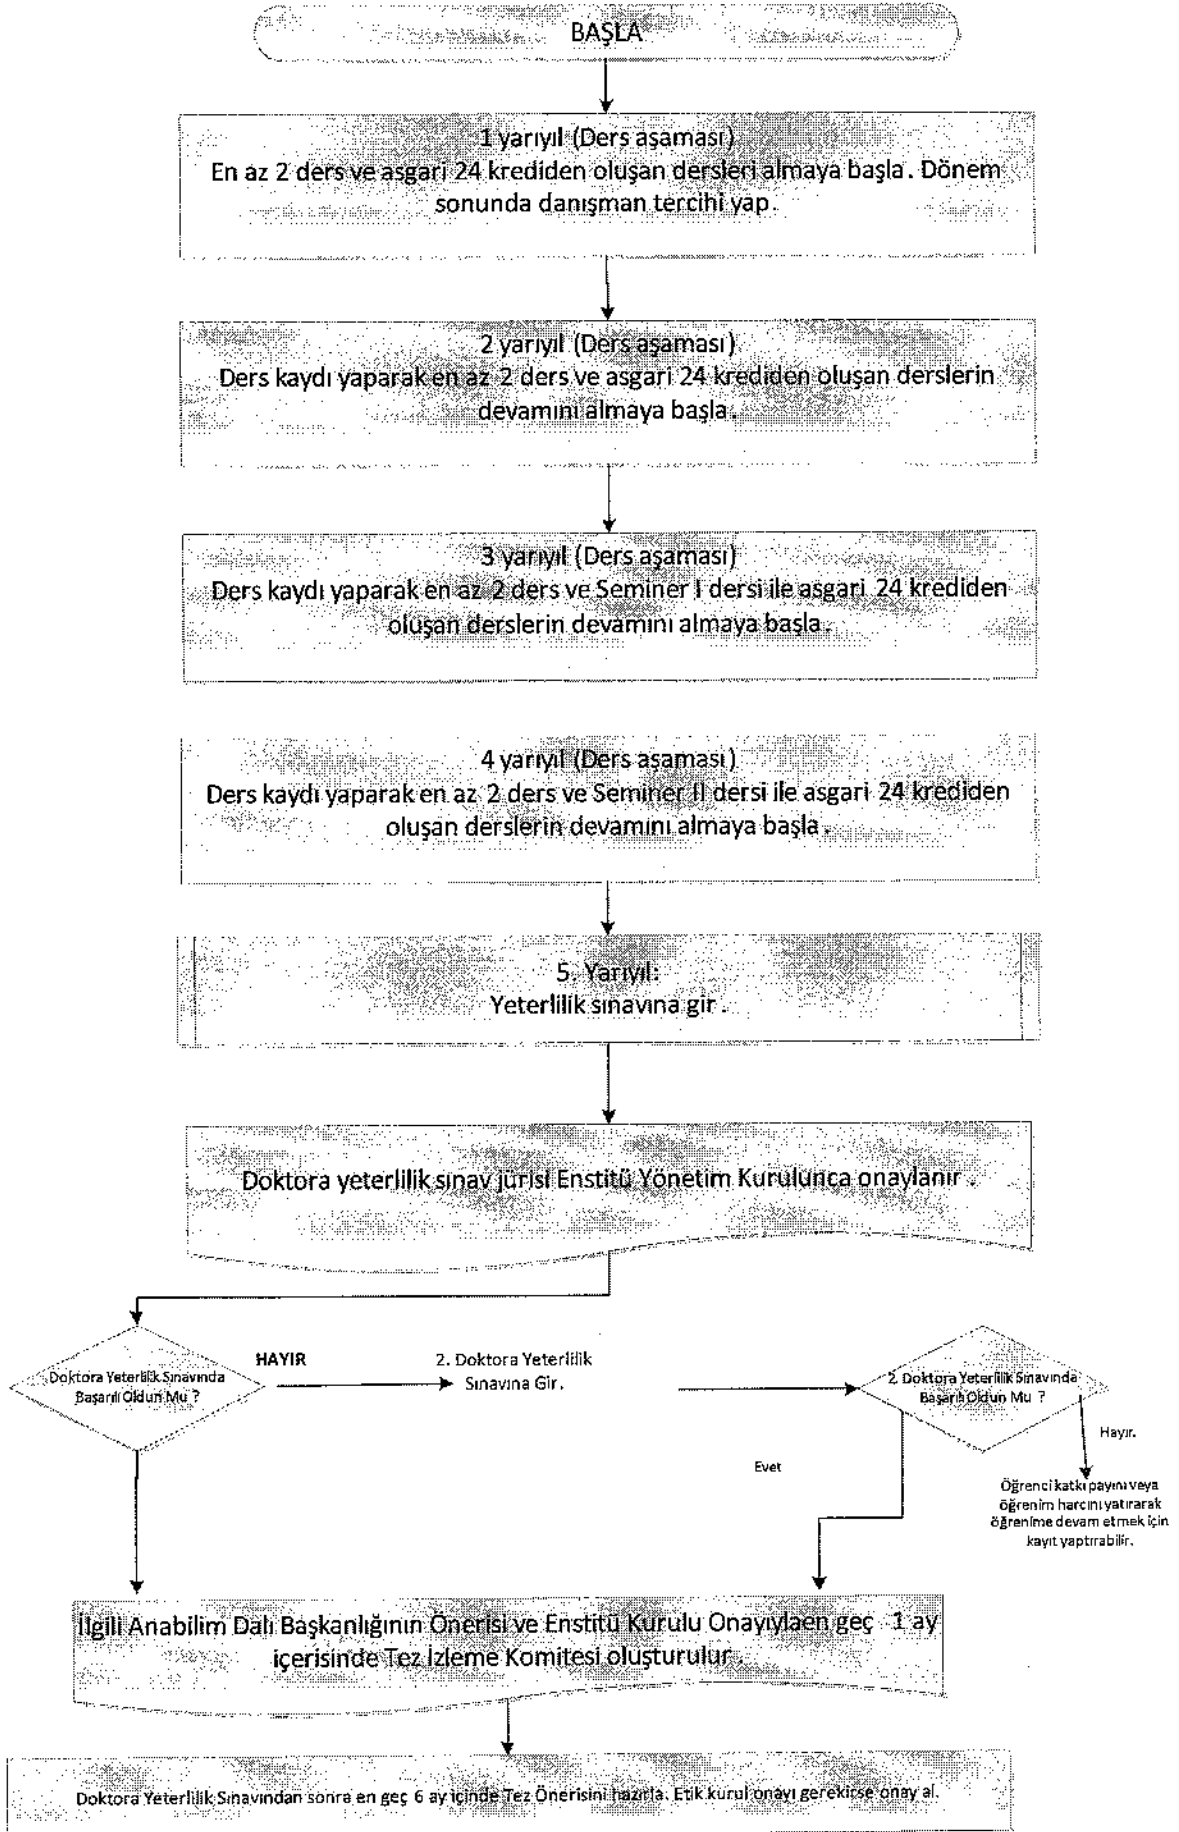 BAŞLA
1 yarıyıl (Ders aşaması)
En az 2 ders ve asgari 24 krediden oluşan dersleri almaya başla. Dönem
sonunda danışman tercihi yap.
2 yarıyıl (Ders aşaması)
Ders kaydı yaparak en az 2 ders ve asgari 24 krediden oluşan derslerin
devamını almaya başla.
3 yarıyıl (Ders aşaması)
Ders kaydı yaparak en az 2 ders ve Seminer I dersi ile asgari 24 krediden
oluşan derslerin devamını almaya başla.
4 yarıyıl (Ders aşaması)
Ders kaydı yaparak en az 2 ders ve Seminer II dersi ile asgari 24 krediden
oluşan derslerin devamını almaya başla.
5. Yarıyıl:
Yeterlilik sınavına gir.
Doktora yeterlilik sınav jürisi Enstitü Yönetim Kurulunca onaylanır.
Doktora Yeterlilik Sınavında
Başarılı Oldun Mu ?
HAYIR
2. Doktora Yeterlilik
Sınavına Gir.
2. Doktora Yeterlilik Sınavında
Başarılı Oldun Mu ?
Hayır.
Evet
Öğrenci katkı payını veya
öğrenim harcını yatırarak
öğrenime devam etmek için
kayıt yaptırabilir.
İlgili Anabilim Dalı Başkanlığının Önerisi ve Enstitü Kurulu Onayıylaen geç 1 ay
içerisinde Tez İzleme Komitesi oluşturulur.
Doktora Yeterlilik Sınavından sonra en geç 6 ay içinde Tez Önerisini hazırla. Etik kurul onayı gerekirse onay al.